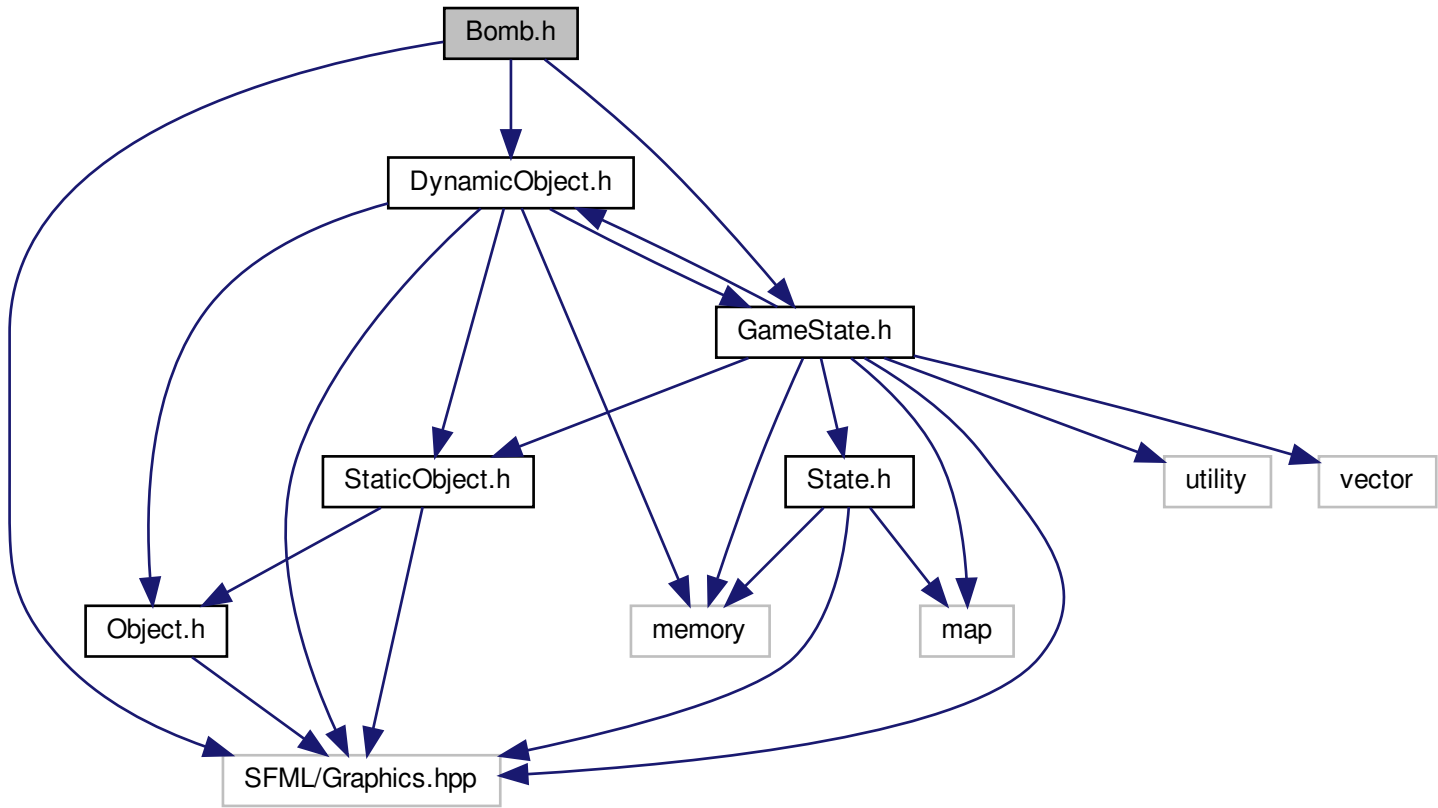 Bomb.h
DynamicObject.h
GameState.h
StaticObject.h
State.h
utility
vector
Object.h
memory
map
SFML/Graphics.hpp